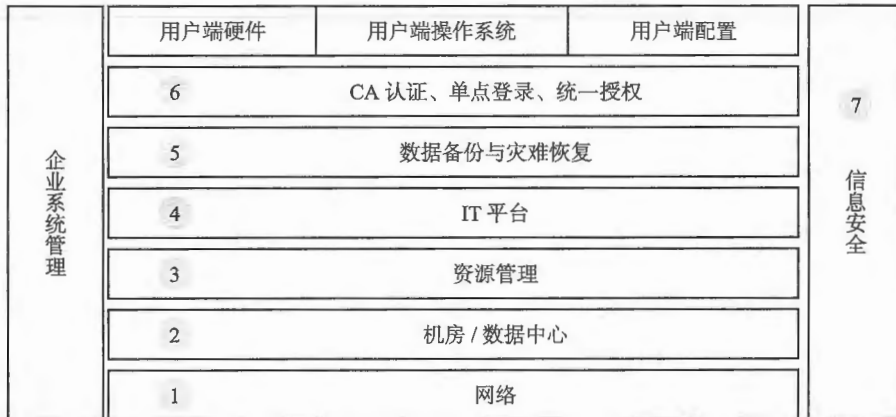 用户端硬件 用户端操作系统 用户端配置
6 CA 认证、单点登录、统一授权
5 数据备份与灾难恢复
4 IT 平台
3 资源管理
2 机房 / 数据中心
1 网络
企业系统管理
7
信息安全